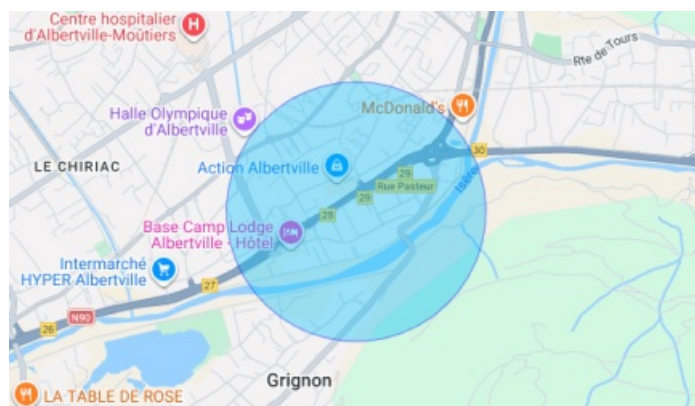 Centre hospitalier
d'Albertville-Moûtiers
H
Rte de Tours
McDonald's
Halle Olympique
d'Albertville
30
LE CHIRIAC
Action Albertville
29
Rue Pasteur
Isère
29
28
Base Camp Lodge
Albertville - Hôtel
Intermarché
HYPER Albertville
27
N90
26
Grignon
LA TABLE DE ROSE